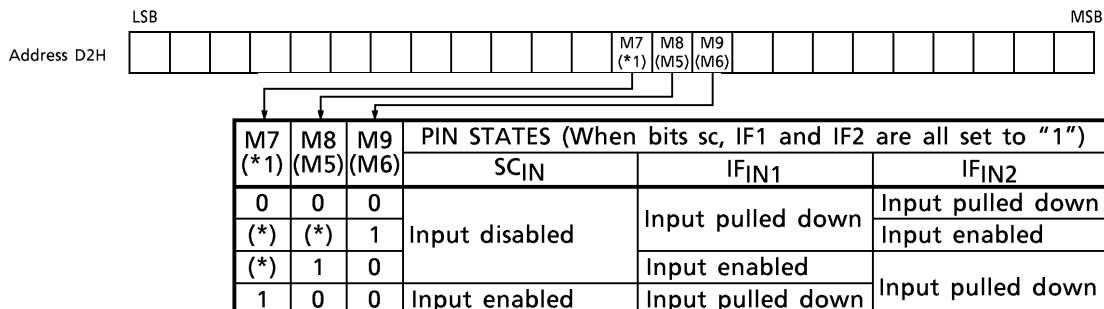 LSB MSB
Address D2H M7 M8 M9
(*1) (M5) (M6)
M7 M8 M9 PIN STATES (When bits sc, IF1 and IF2 are all set to “1”)
(*1) (M5) (M6) SCIN IFIN1 IFIN2
0 0 0 Input disabled Input pulled down Input pulled down
(*) (*) 1 Input enabled
(*) 1 0 Input enabled Input pulled down
1 0 0 Input enabled Input pulled down